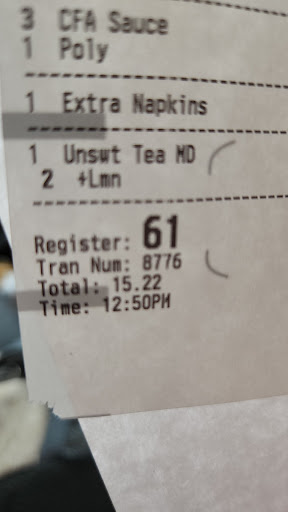 3 CFA Sauce
1 Poly
1 Extra Napkins
1 Unswt Tea MD
2 +Lmn
Register: 61
Tran Num: 8776
Total: 15.22
Time: 12:50PM